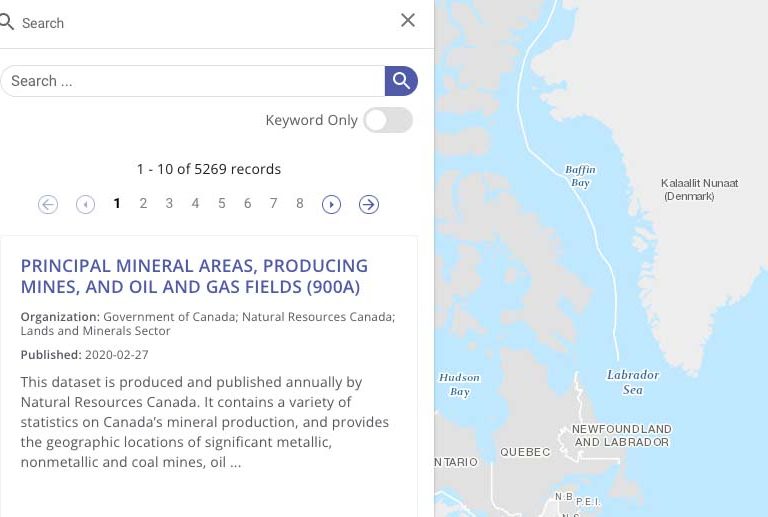 Search
Search ...
Keyword Only
1 - 10 of 5269 records
1 2 3 4 5 6 7 8
PRINCIPAL MINERAL AREAS, PRODUCING
MINES, AND OIL AND GAS FIELDS (900A)
Organization: Government of Canada; Natural Resources Canada;
Lands and Minerals Sector
Published: 2020-02-27
This dataset is produced and published annually by
Natural Resources Canada. It contains a variety of
statistics on Canada's mineral production, and provides
the geographic locations of significant metallic,
nonmetallic and coal mines, oil ...
Baffin
Bay
Kalaallit Nunaat
(Denmark)
Labrador
Sea
Hudson
Bay
NEWFOUNDLAND
AND LABRADOR
QUEBEC
NTARIO
N.B.
P.E.I.
N.S.